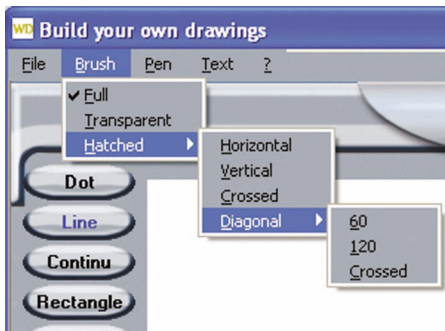 WD Build your own drawings
File Brush Pen Text ?
Full
Transparent
Hatched
Horizontal
Vertical
Crossed
Diagonal
60
120
Crossed
Dot
Line
Continu
Rectangle